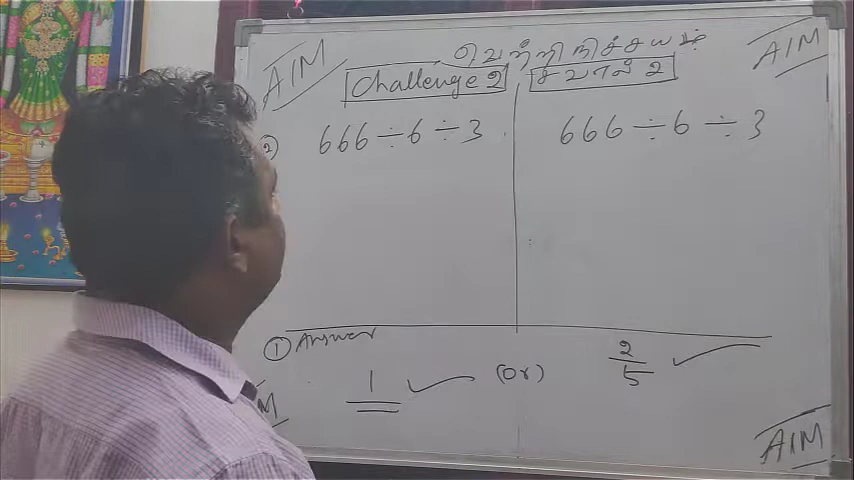 AIM வெற்றி நிச்சயம் AIM
Challenge 2 சவால் 2
② 666 ÷ 6 ÷ 3 666 ÷ 6 ÷ 3
① Answer
1 ✓ (or) 2/5 ✓
AIM